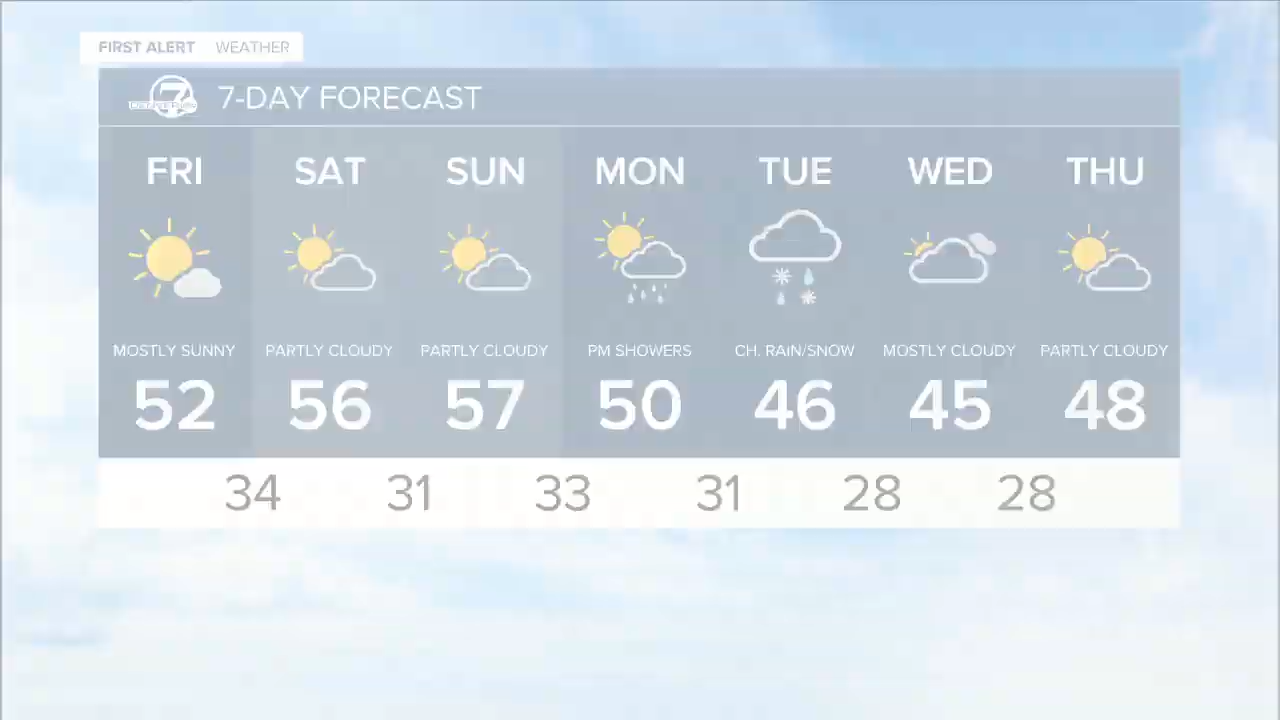 FIRST ALERT WEATHER
7 7-DAY FORECAST
DENVER
FRI SAT SUN MON TUE WED THU
MOSTLY SUNNY PARTLY CLOUDY PARTLY CLOUDY PM SHOWERS CH. RAIN/SNOW MOSTLY CLOUDY PARTLY CLOUDY
52 56 57 50 46 45 48
34 31 33 31 28 28